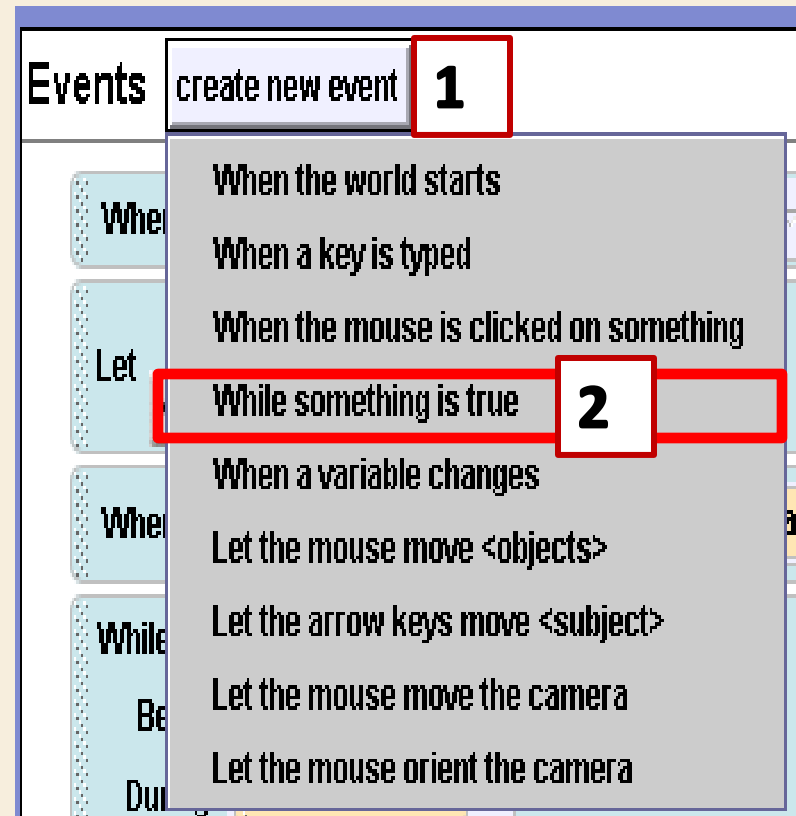 Events create new event 1
When the world starts
When a key is typed
When the mouse is clicked on something
Let
While something is true 2
When a variable changes
Let the mouse move <objects>
Let the arrow keys move <subject>
While
Let the mouse move the camera
Let the mouse orient the camera